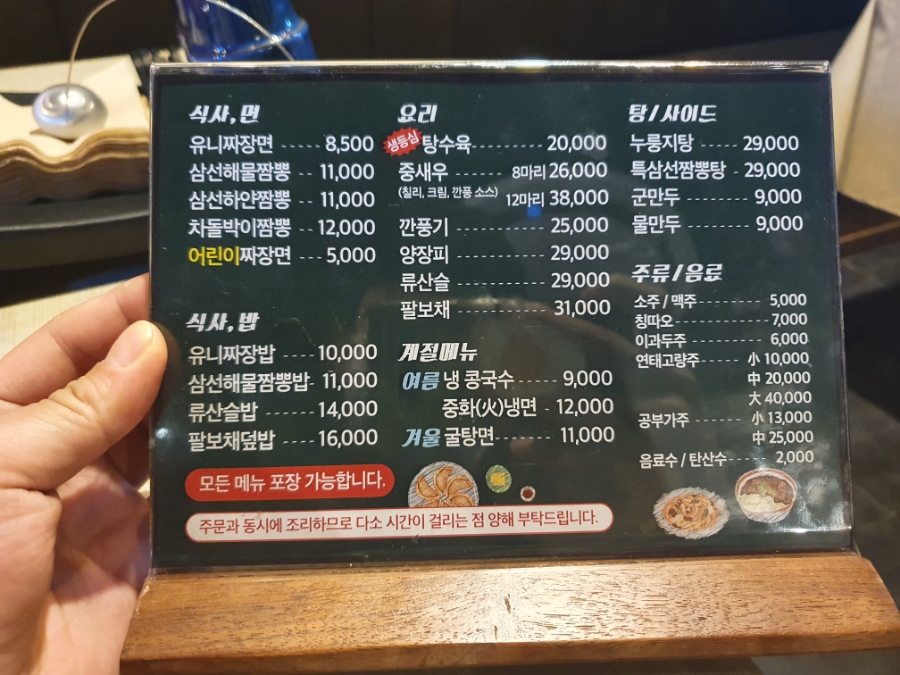 식사, 면
유니짜장면 ----- 8,500
삼선해물짬뽕 -- 11,000
삼선하얀짬뽕 -- 11,000
차돌박이짬뽕 -- 12,000
어린이짜장면 --- 5,000
식사, 밥
유니짜장밥 ---- 10,000
삼선해물짬뽕밥- 11,000
류산슬밥 ------ 14,000
팔보채덮밥 ---- 16,000
요리
생등심 탕수육 --------- 20,000
중새우 ------- 8마리 26,000
(칠리, 크림, 깐풍 소스) 12마리 38,000
깐풍기 ------------ 25,000
양장피 ------------ 29,000
류산슬 ------------ 29,000
팔보채 ------------ 31,000
계절메뉴
여름 냉 콩국수 ------ 9,000
중화(火)냉면 - 12,000
겨울 굴탕면-------- 11,000
탕/사이드
누룽지탕 ------ 29,000
특삼선짬뽕탕 - 29,000
군만두 --------- 9,000
물만두 --------- 9,000
주류/음료
소주 / 맥주--------- 5,000
칭따오 ------------- 7,000
이과두주 ----------- 6,000
연태고량주------ 小 10,000
中 20,000
大 40,000
공부가주 -------- 小 13,000
中 25,000
음료수 / 탄산수----- 2,000
모든 메뉴 포장 가능합니다.
주문과 동시에 조리하므로 다소 시간이 걸리는 점 양해 부탁드립니다.